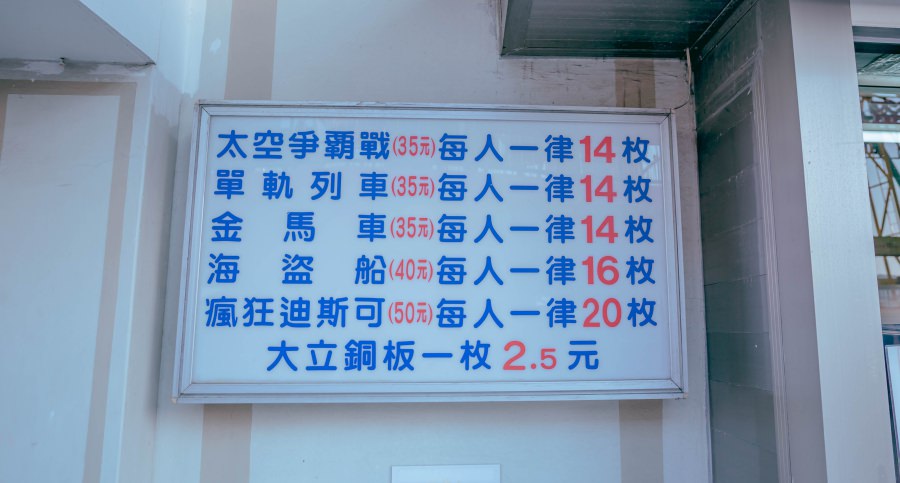 太空爭霸戰(35元)每人一律14枚
單軌列車(35元)每人一律14枚
金馬車(35元)每人一律14枚
海盜船(40元)每人一律16枚
瘋狂迪斯可(50元)每人一律20枚
大立銅板一枚2.5元